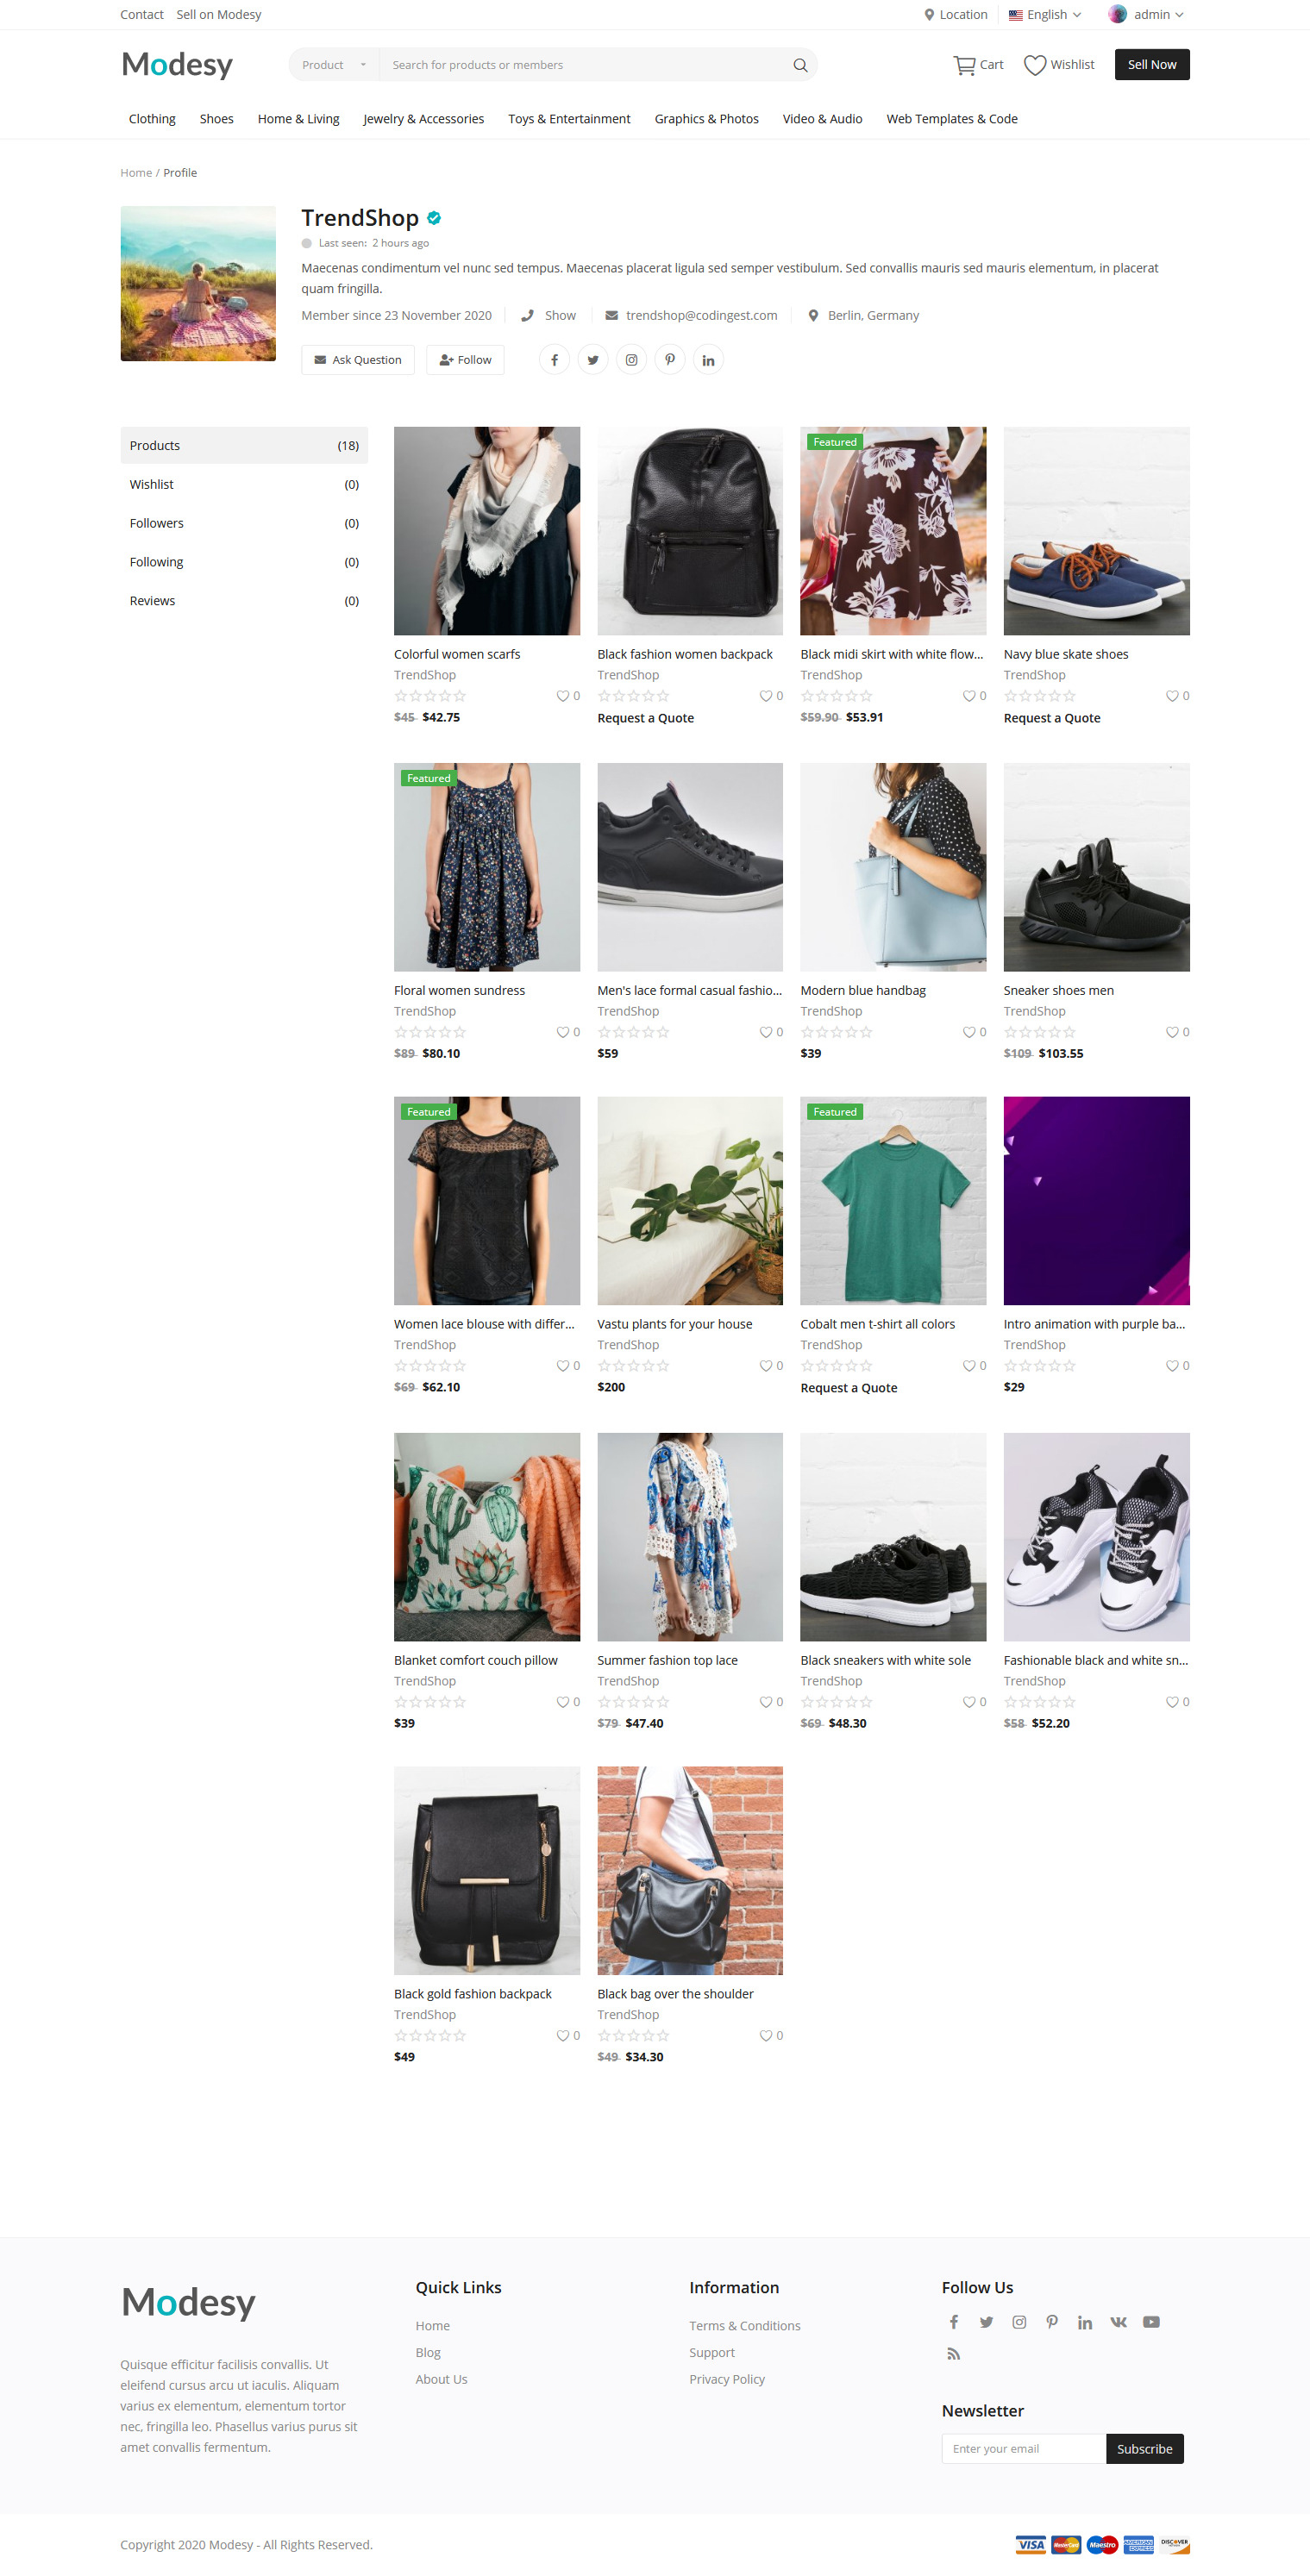 Contact Sell on Modesy Location English admin
Modesy Product Search for products or members Cart Wishlist Sell Now
Clothing Shoes Home & Living Jewelry & Accessories Toys & Entertainment Graphics & Photos Video & Audio Web Templates & Code
Home / Profile
TrendShop
Last seen: 2 hours ago
Maecenas condimentum vel nunc sed tempus. Maecenas placerat ligula sed semper vestibulum. Sed convallis mauris sed mauris elementum, in placerat
quam fringilla.
Member since 23 November 2020 Show trendshop@codingest.com Berlin, Germany
Ask Question Follow
Products (18)
Wishlist (0)
Followers (0)
Following (0)
Reviews (0)
Featured
Colorful women scarfs Black fashion women backpack Black midi skirt with white flow... Navy blue skate shoes
TrendShop TrendShop TrendShop TrendShop
0 0 0 0
$45 $42.75 Request a Quote $59.90 $53.91 Request a Quote
Featured
Floral women sundress Men's lace formal casual fashio... Modern blue handbag Sneaker shoes men
TrendShop TrendShop TrendShop TrendShop
0 0 0 0
$89 $80.10 $59 $39 $109 $103.55
Featured Featured
Women lace blouse with differ... Vastu plants for your house Cobalt men t-shirt all colors Intro animation with purple ba...
TrendShop TrendShop TrendShop TrendShop
0 0 0 0
$69 $62.10 $200 Request a Quote $29
Blanket comfort couch pillow Summer fashion top lace Black sneakers with white sole Fashionable black and white sn...
TrendShop TrendShop TrendShop TrendShop
0 0 0 0
$39 $79 $47.40 $69 $48.30 $58 $52.20
Black gold fashion backpack Black bag over the shoulder
TrendShop TrendShop
0 0
$49 $49 $34.30
Modesy
Quisque efficitur facilisis convallis. Ut
eleifend cursus arcu ut iaculis. Aliquam
varius ex elementum, elementum tortor
nec, fringilla leo. Phasellus varius purus sit
amet convallis fermentum.
Quick Links
Home
Blog
About Us
Information
Terms & Conditions
Support
Privacy Policy
Follow Us
Newsletter
Enter your email Subscribe
Copyright 2020 Modesy - All Rights Reserved.
VISA MasterCard Maestro AMERICAN EXPRESS DISCOVER